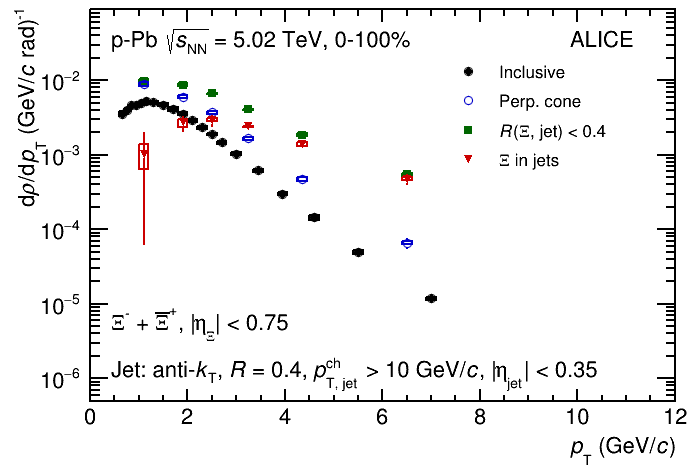 p-Pb √sNN = 5.02 TeV, 0-100%
ALICE
Inclusive
Perp. cone
R(Ξ, jet) < 0.4
Ξ in jets
dρ/dpT (GeV/c rad)-1
10−2
10−3
10−4
10−5
10−6
Ξ- + Ξ̅+, |ηΞ| < 0.75
Jet: anti-kT, R = 0.4, pchT, jet > 10 GeV/c, |ηjet| < 0.35
0 2 4 6 8 10 12
pT (GeV/c)